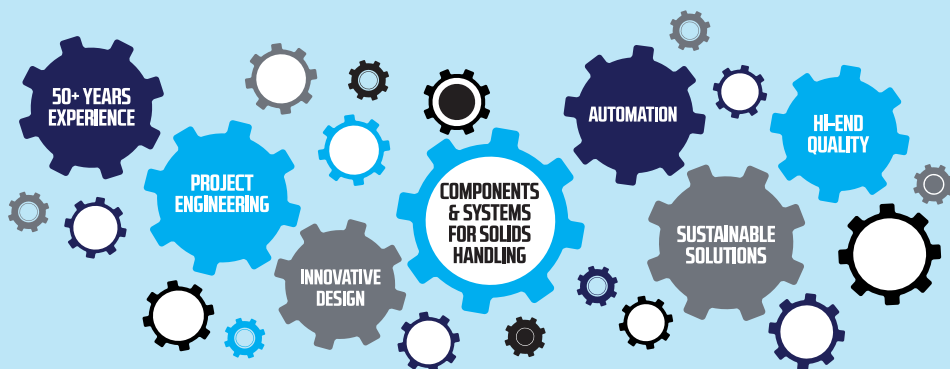 50+ YEARS
EXPERIENCE
PROJECT
ENGINEERING
INNOVATIVE
DESIGN
COMPONENTS
& SYSTEMS
FOR SOLIDS
HANDLING
AUTOMATION
SUSTAINABLE
SOLUTIONS
HI-END
QUALITY